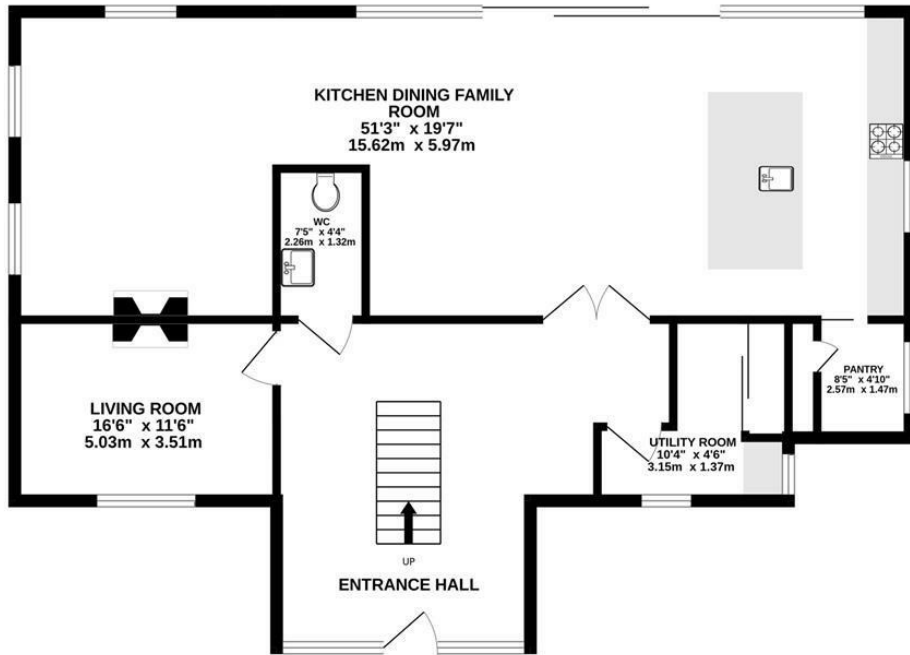 KITCHEN DINING FAMILY
ROOM
51'3" x 19'7"
15.62m x 5.97m
WC
7'5" x 4'4"
2.26m x 1.32m
LIVING ROOM
16'6" x 11'6"
5.03m x 3.51m
PANTRY
8'5" x 4'10"
2.57m x 1.47m
UTILITY ROOM
10'4" x 4'6"
3.15m x 1.37m
UP
ENTRANCE HALL